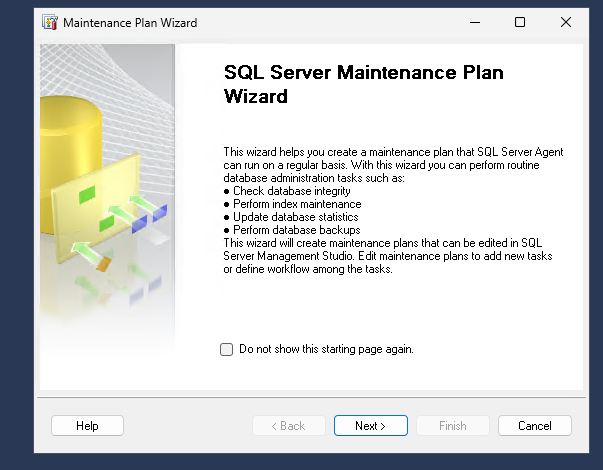 Maintenance Plan Wizard
SQL Server Maintenance Plan
Wizard
This wizard helps you create a maintenance plan that SQL Server Agent
can run on a regular basis. With this wizard you can perform routine
database administration tasks such as:
● Check database integrity
● Perform index maintenance
● Update database statistics
● Perform database backups
This wizard will create maintenance plans that can be edited in SQL
Server Management Studio. Edit maintenance plans to add new tasks
or define workflow among the tasks.
Do not show this starting page again.
Help
< Back
Next >
Finish
Cancel